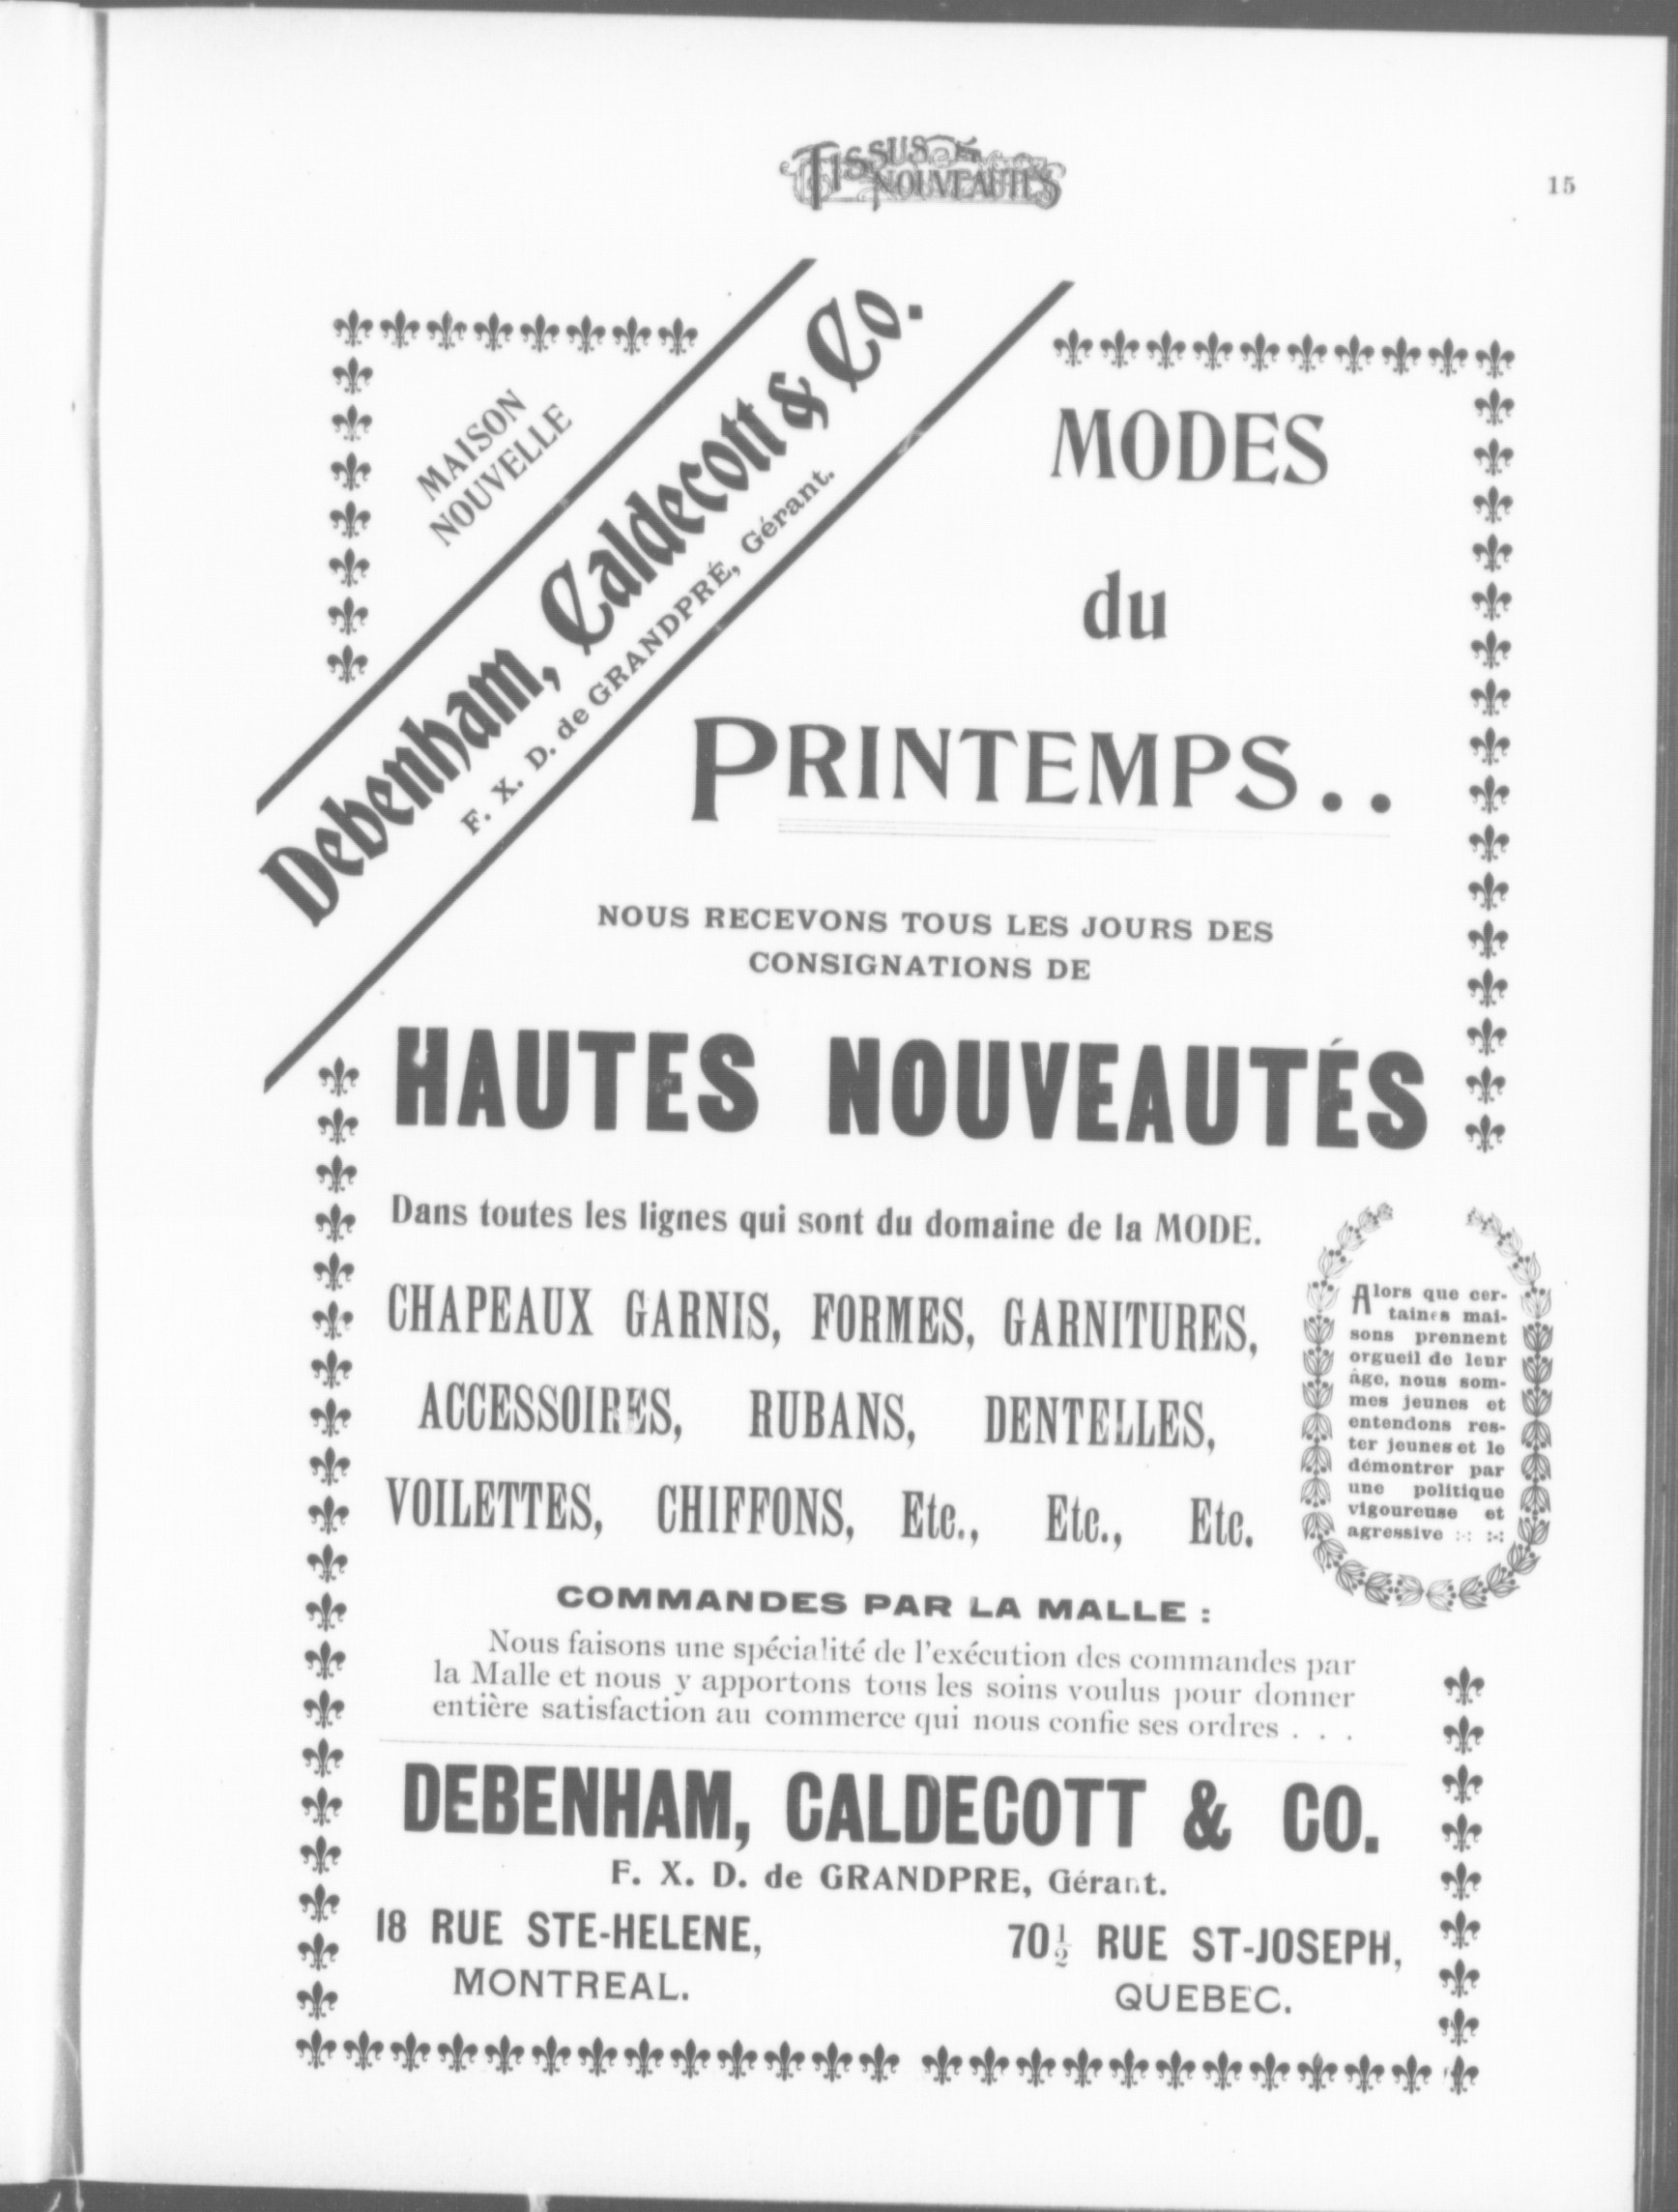 TISSUS & NOUVEAUTES
15
MAISON
NOUVELLE
Debenham, Caldecott & Co.
F. X. D. de GRANDPRÉ, Gérant.
MODES
du
PRINTEMPS..
NOUS RECEVONS TOUS LES JOURS DES
CONSIGNATIONS DE
HAUTES NOUVEAUTÉS
Dans toutes les lignes qui sont du domaine de la MODE.
CHAPEAUX GARNIS, FORMES, GARNITURES,
ACCESSOIRES, RUBANS, DENTELLES,
VOILETTES, CHIFFONS, Etc., Etc., Etc.
Alors que cer-
taines mai-
sons prennent
orgueil de leur
âge, nous som-
mes jeunes et
entendons res-
ter jeunes et le
démontrer par
une politique
vigoureuse et
agressive :-: :-:
COMMANDES PAR LA MALLE :
Nous faisons une spécialité de l'exécution des commandes par
la Malle et nous y apportons tous les soins voulus pour donner
entière satisfaction au commerce qui nous confie ses ordres . . .
DEBENHAM, CALDECOTT & CO.
F. X. D. de GRANDPRE, Gérant.
18 RUE STE-HELENE,
MONTREAL.
70½ RUE ST-JOSEPH,
QUEBEC.